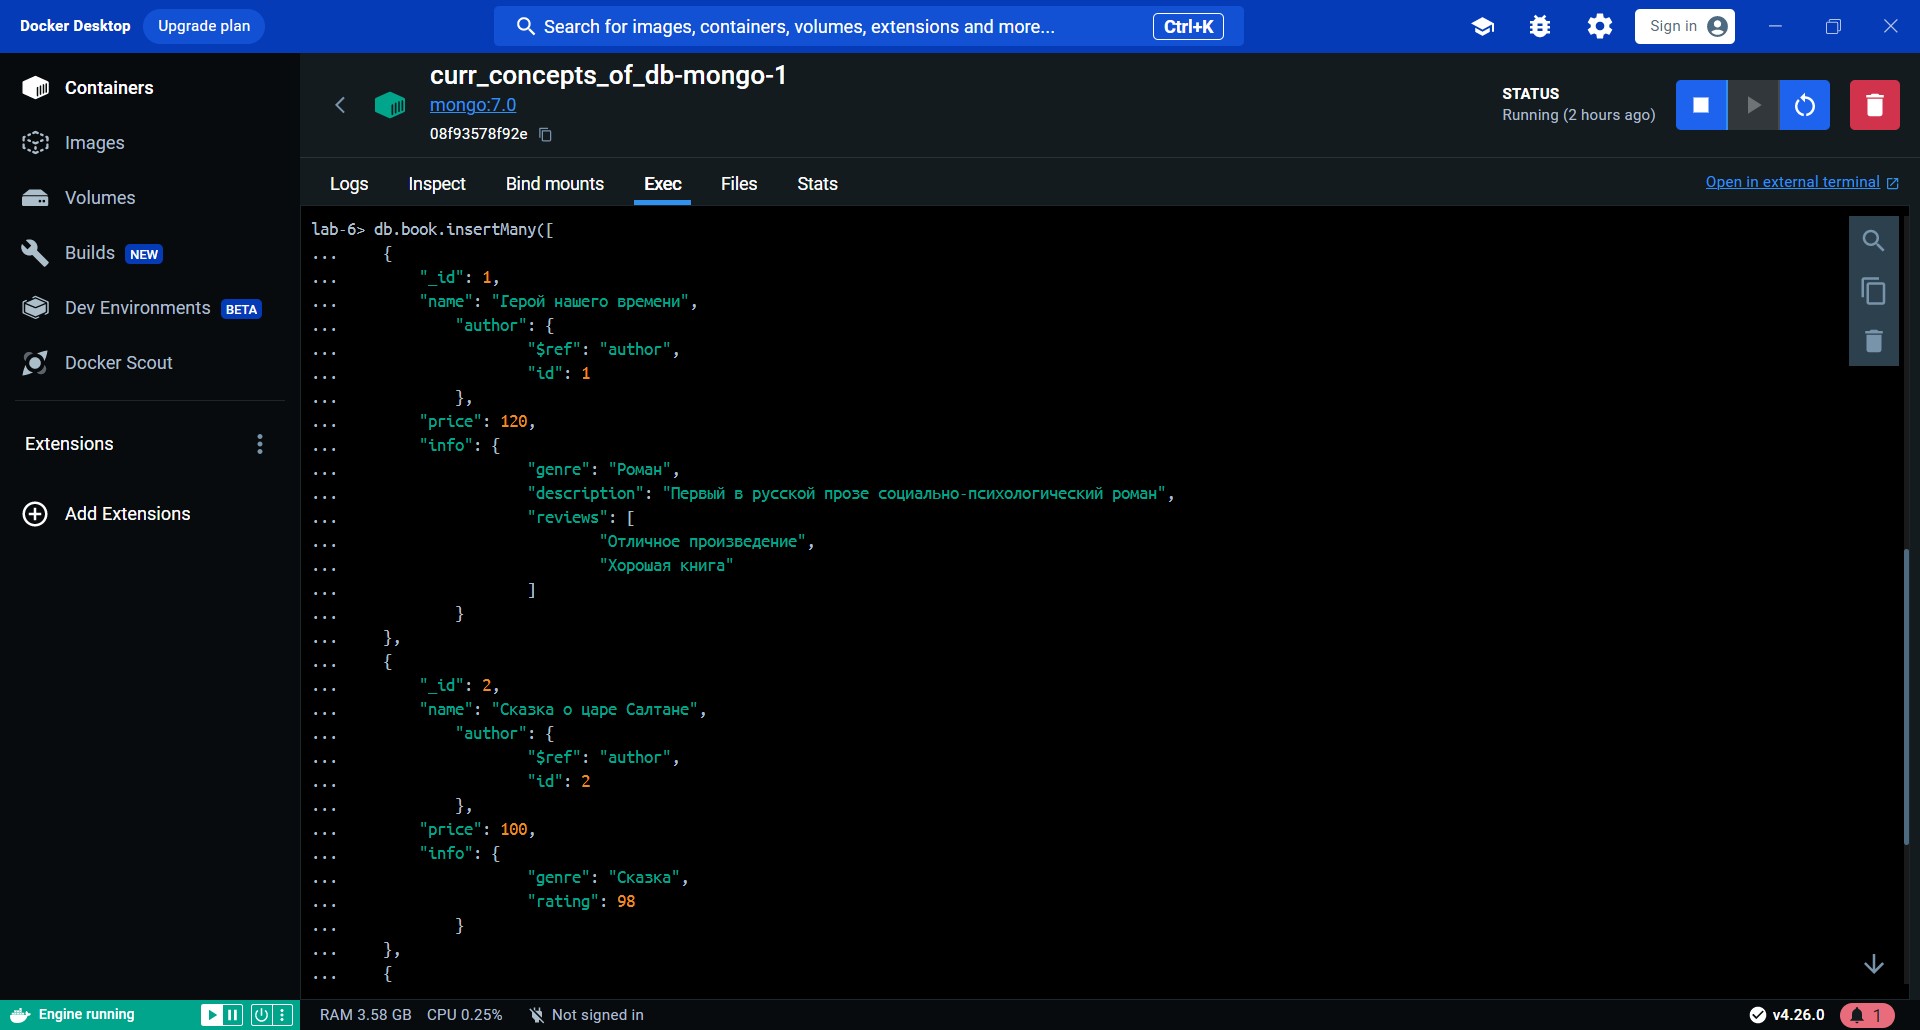 Docker Desktop Upgrade plan Search for images, containers, volumes, extensions and more... Ctrl+K Sign in
Containers
Images
Volumes
Builds NEW
Dev Environments BETA
Docker Scout
Extensions
Add Extensions
curr_concepts_of_db-mongo-1
mongo:7.0
08f93578f92e
STATUS
Running (2 hours ago)
Logs Inspect Bind mounts Exec Files Stats Open in external terminal
lab-6> db.book.insertMany([
... {
... "_id": 1,
... "name": "Герой нашего времени",
... "author": {
... "$ref": "author",
... "id": 1
... },
... "price": 120,
... "info": {
... "genre": "Роман",
... "description": "Первый в русской прозе социально-психологический роман",
... "reviews": [
... "Отличное произведение",
... "Хорошая книга"
... ]
... }
... },
... {
... "_id": 2,
... "name": "Сказка о царе Салтане",
... "author": {
... "$ref": "author",
... "id": 2
... },
... "price": 100,
... "info": {
... "genre": "Сказка",
... "rating": 98
... }
... },
... {
Engine running RAM 3.58 GB CPU 0.25% Not signed in v4.26.0 1